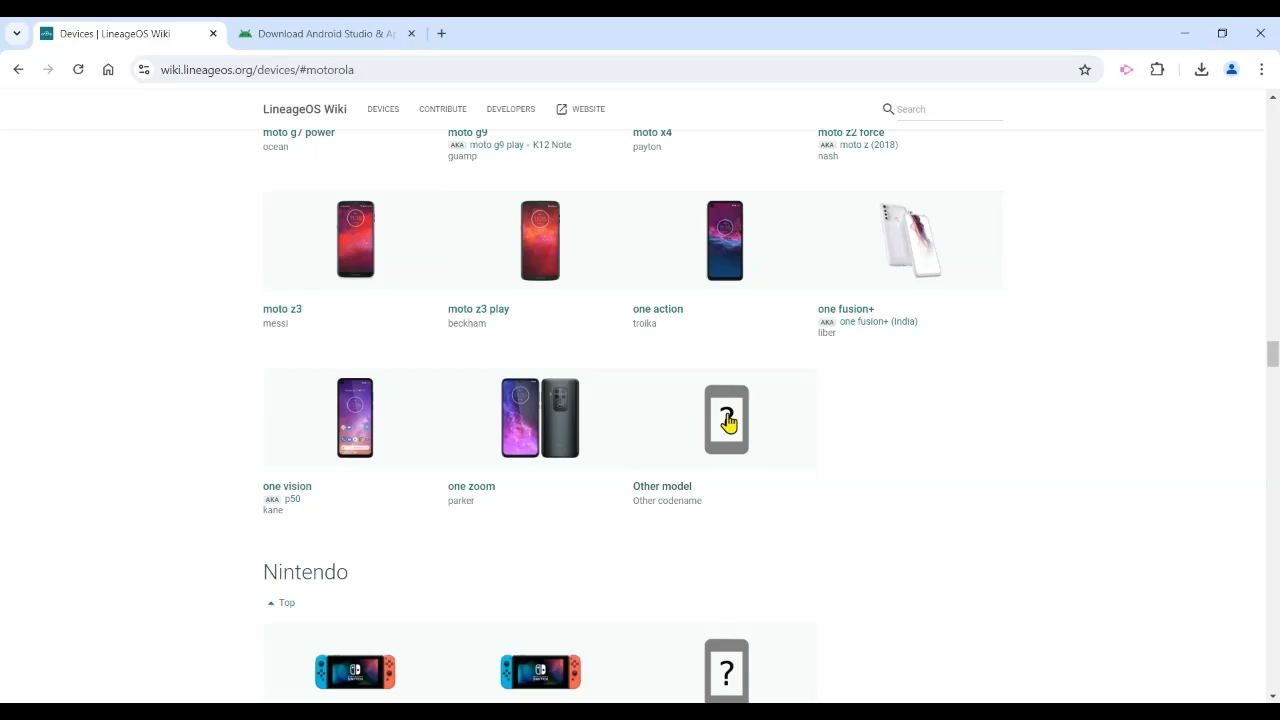 Devices | LineageOS Wiki
Download Android Studio & Ap
wiki.lineageos.org/devices/#motorola
LineageOS Wiki DEVICES CONTRIBUTE DEVELOPERS WEBSITE Search
moto g7 power moto g9 moto x4 moto z2 force
ocean AKA moto g9 play - K12 Note payton AKA moto z (2018)
guamp nash
moto z3 moto z3 play one action one fusion+
messi beckham troika AKA one fusion+ (India)
liber
?
one vision one zoom Other model
AKA p50 parker Other codename
kane
Nintendo
Top
?